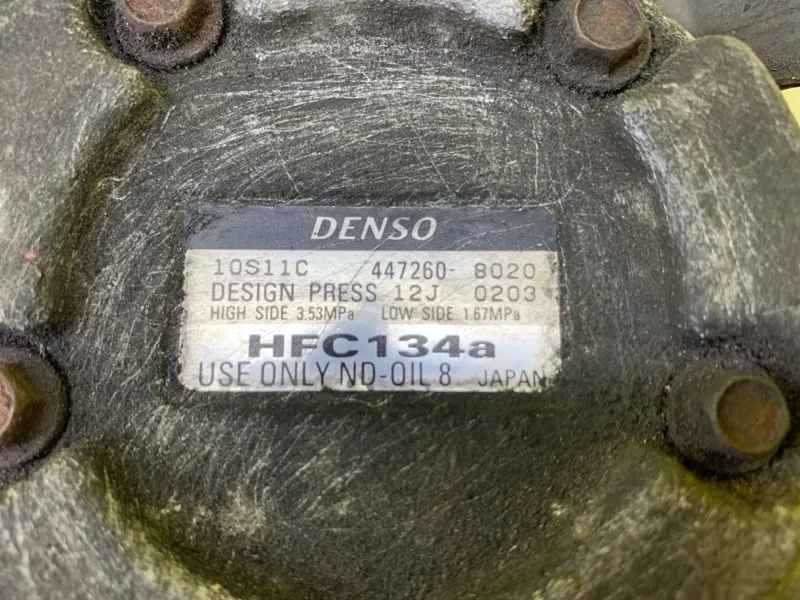 DENSO
10S11C 447260- 8020
DESIGN PRESS 12J 0203
HIGH SIDE 3.53MPa LOW SIDE 1.67MPa
HFC134a
USE ONLY ND-OIL 8 JAPAN